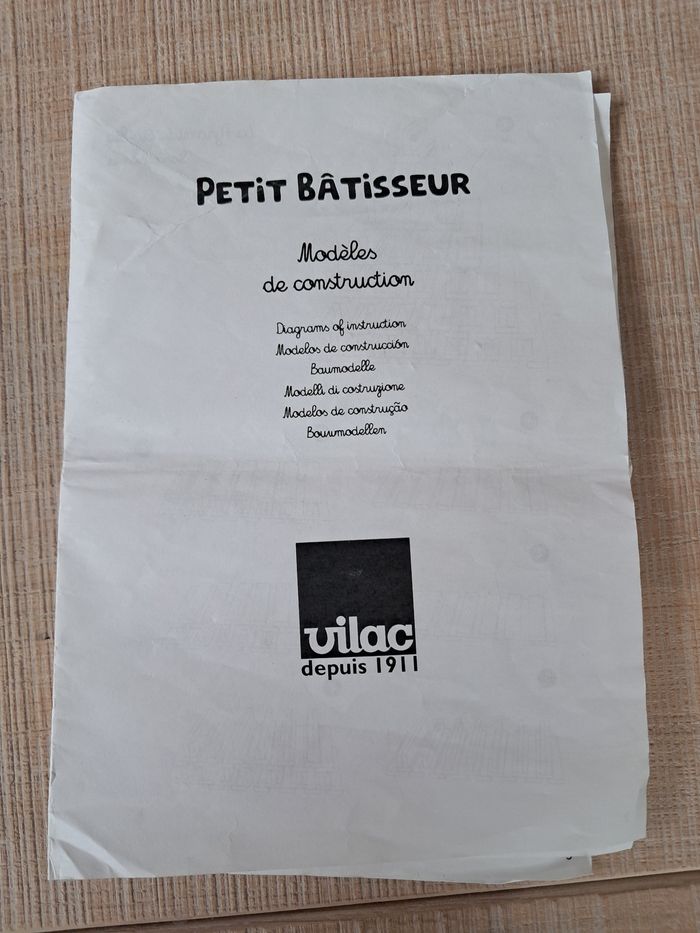 PETiT BÂTiSSEUR
Modèles
de construction
Diagrams of instruction
Modelos de construcción
Baumodelle
Modelli di costruzione
Modelos de construção
Bouwmodellen
vilac
depuis 1911